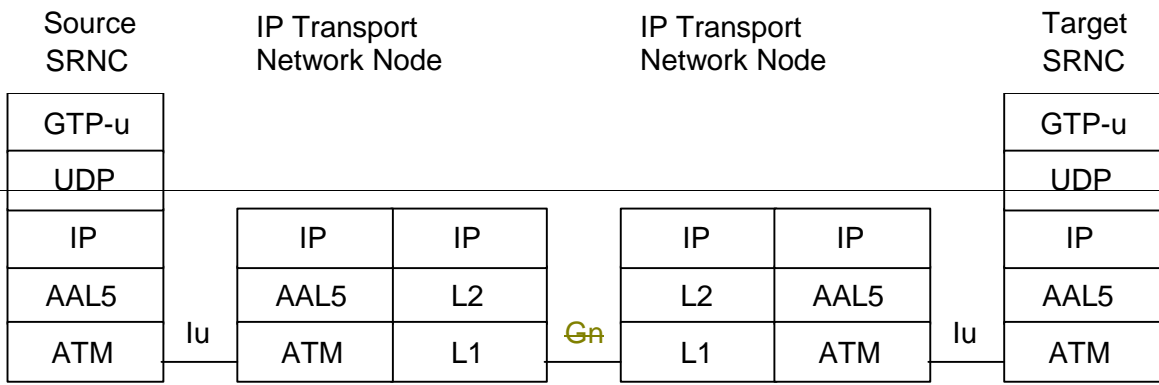 Source SRNC
IP Transport Network Node
IP Transport Network Node
Target SRNC
GTP-u GTP-u
UDP UDP
IP IP IP IP IP IP
AAL5 AAL5 L2 L2 AAL5 AAL5
Iu Gn Iu
ATM ATM L1 L1 ATM ATM